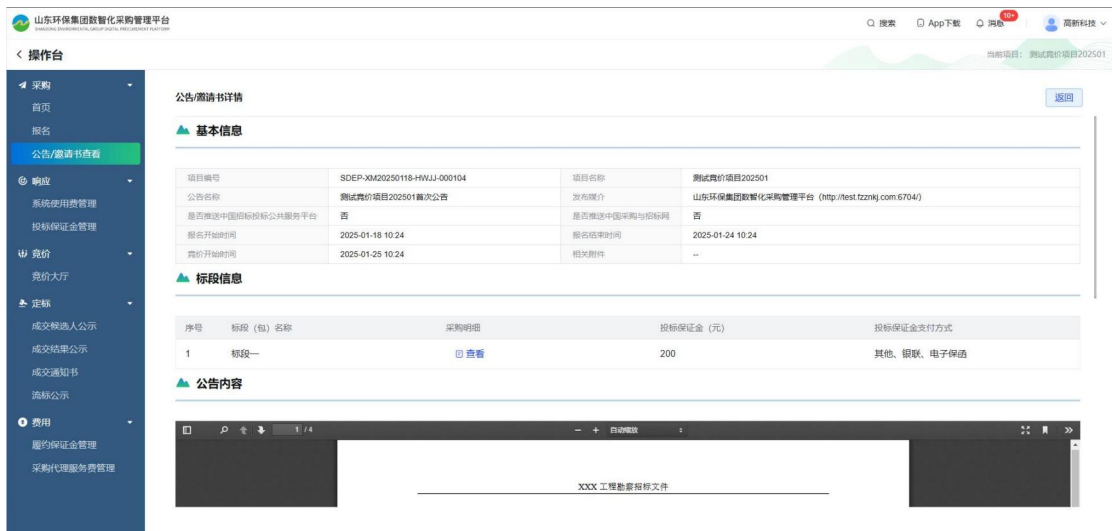 山东环保集团数智化采购管理平台
搜索 App下载 消息 10+ 高新科技
操作台 当前项目： 测试竞价项目202501
采购
首页
报名
公告/邀请书查看
响应
系统使用费管理
投标保证金管理
竞价
竞价大厅
定标
成交候选人公示
成交结果公示
成交通知书
流标公示
费用
履约保证金管理
采购代理服务费管理
公告/邀请书详情 返回
基本信息
项目编号 SDEP-XM20250118-HWJJ-000104 项目名称 测试竞价项目202501
公告名称 测试竞价项目202501首次公告 发布媒介 山东环保集团数智化采购管理平台（http://test.fzznkj.com:6704/）
是否推送中国招标投标公共服务平台 否 是否推送中国采购与招标网 否
报名开始时间 2025-01-18 10:24 报名结束时间 2025-01-24 10:24
竞价开始时间 2025-01-25 10:24 相关附件 --
标段信息
序号 标段（包）名称 采购明细 投标保证金（元） 投标保证金支付方式
1 标段一 查看 200 其他、银联、电子保函
公告内容
1 / 4 自动缩放
XXX 工程勘察招标文件